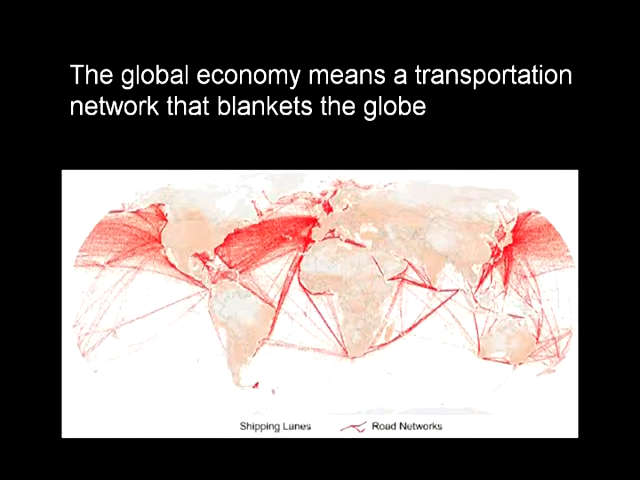 The global economy means a transportation
network that blankets the globe
Shipping Lanes
Road Networks